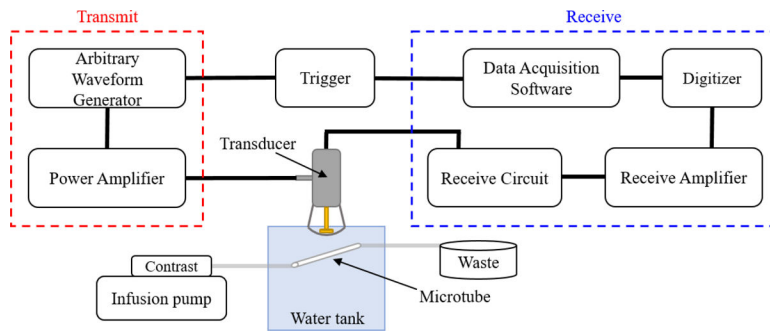 Transmit
Receive
Arbitrary
Waveform
Generator
Trigger
Data Acquisition
Software
Digitizer
Transducer
Power Amplifier
Receive Circuit
Receive Amplifier
Contrast
Infusion pump
Waste
Microtube
Water tank